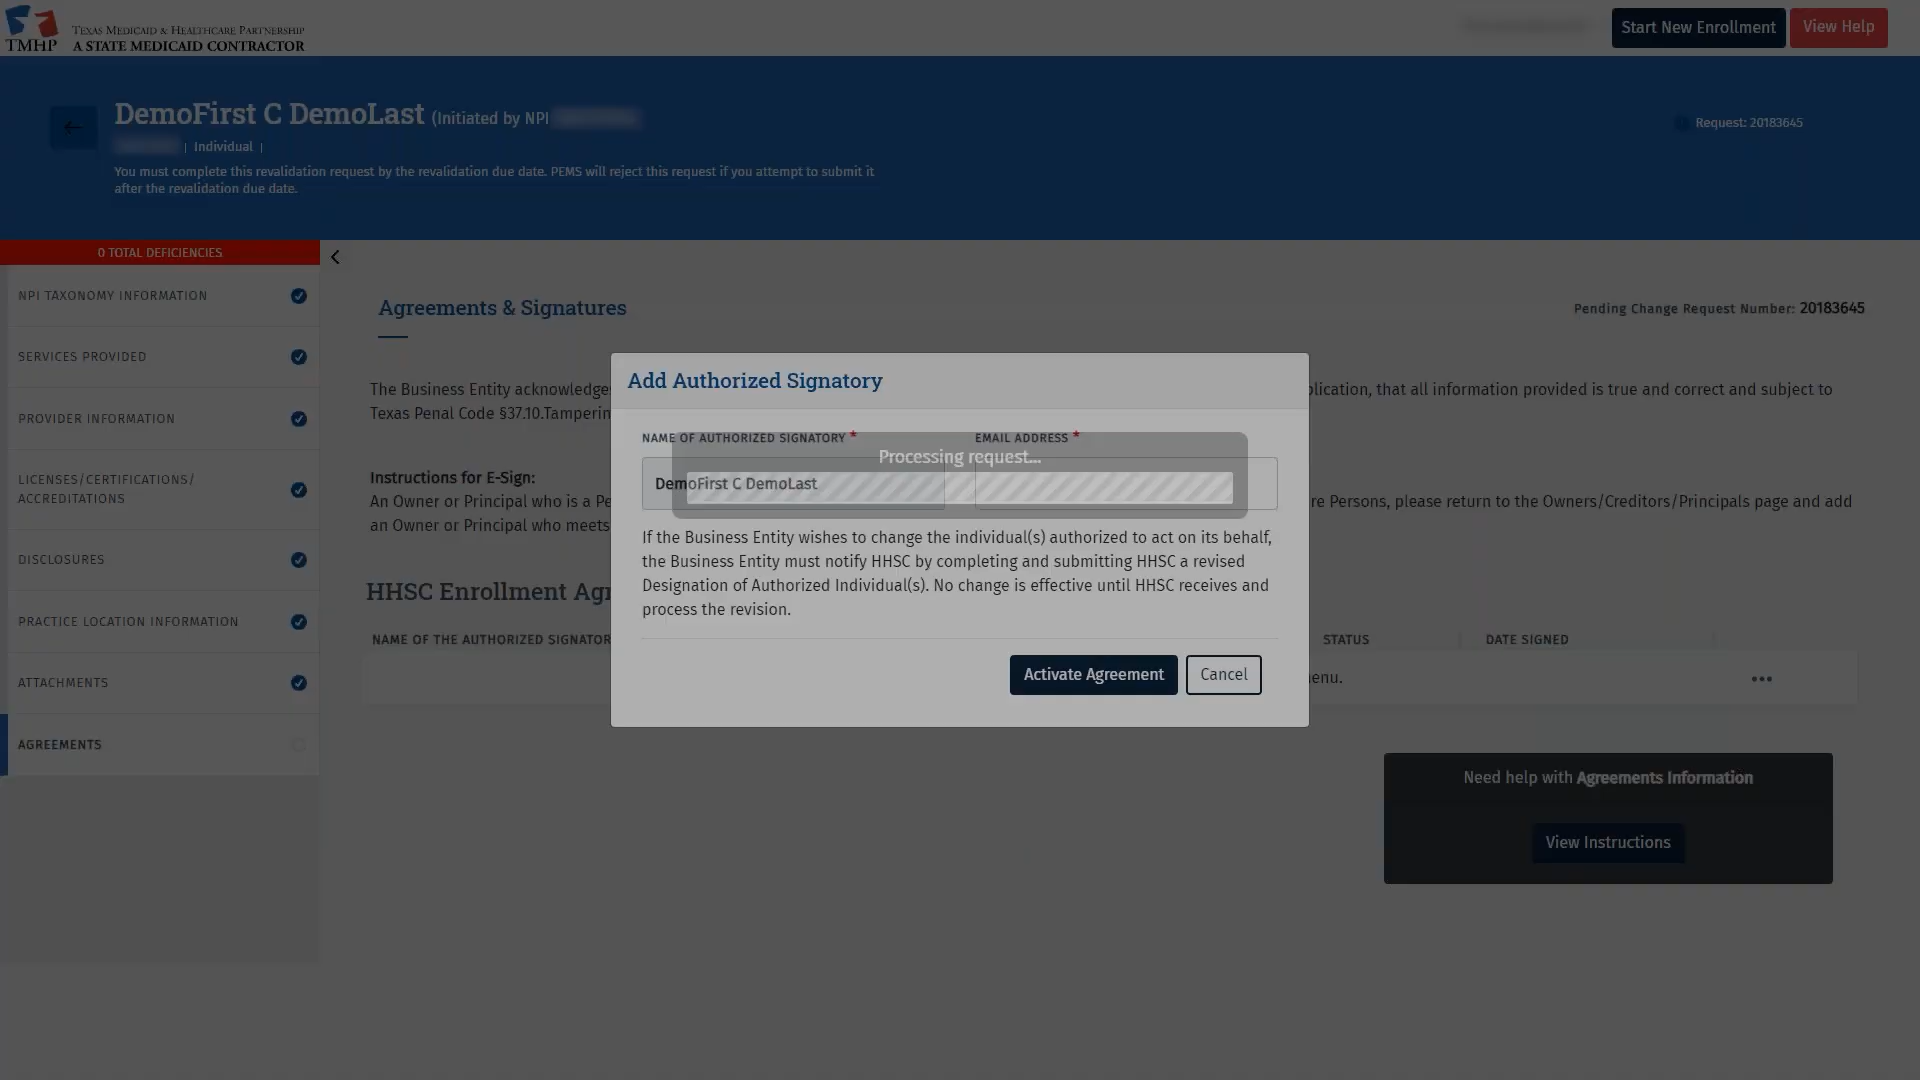 TMHP
TEXAS MEDICAID & HEALTHCARE PARTNERSHIP
A STATE MEDICAID CONTRACTOR
Start New Enrollment
View Help
DemoFirst C DemoLast (Initiated by NPI
| Individual |
Request: 20183645
You must complete this revalidation request by the revalidation due date. PEMS will reject this request if you attempt to submit it
after the revalidation due date.
0 TOTAL DEFICIENCIES
NPI TAXONOMY INFORMATION
SERVICES PROVIDED
PROVIDER INFORMATION
LICENSES/CERTIFICATIONS/
ACCREDITATIONS
DISCLOSURES
PRACTICE LOCATION INFORMATION
ATTACHMENTS
AGREEMENTS
Agreements & Signatures
Pending Change Request Number: 20183645
The Business Entity acknowledge
plication, that all information provided is true and correct and subject to
Texas Penal Code §37.10.Tamperin
Instructions for E-Sign:
An Owner or Principal who is a Pe
re Persons, please return to the Owners/Creditors/Principals page and add
an Owner or Principal who meets
HHSC Enrollment Agr
NAME OF THE AUTHORIZED SIGNATOR
STATUS
DATE SIGNED
enu.
Add Authorized Signatory
NAME OF AUTHORIZED SIGNATORY *
EMAIL ADDRESS *
Processing request...
DemoFirst C DemoLast
If the Business Entity wishes to change the individual(s) authorized to act on its behalf,
the Business Entity must notify HHSC by completing and submitting HHSC a revised
Designation of Authorized Individual(s). No change is effective until HHSC receives and
process the revision.
Activate Agreement
Cancel
Need help with Agreements Information
View Instructions